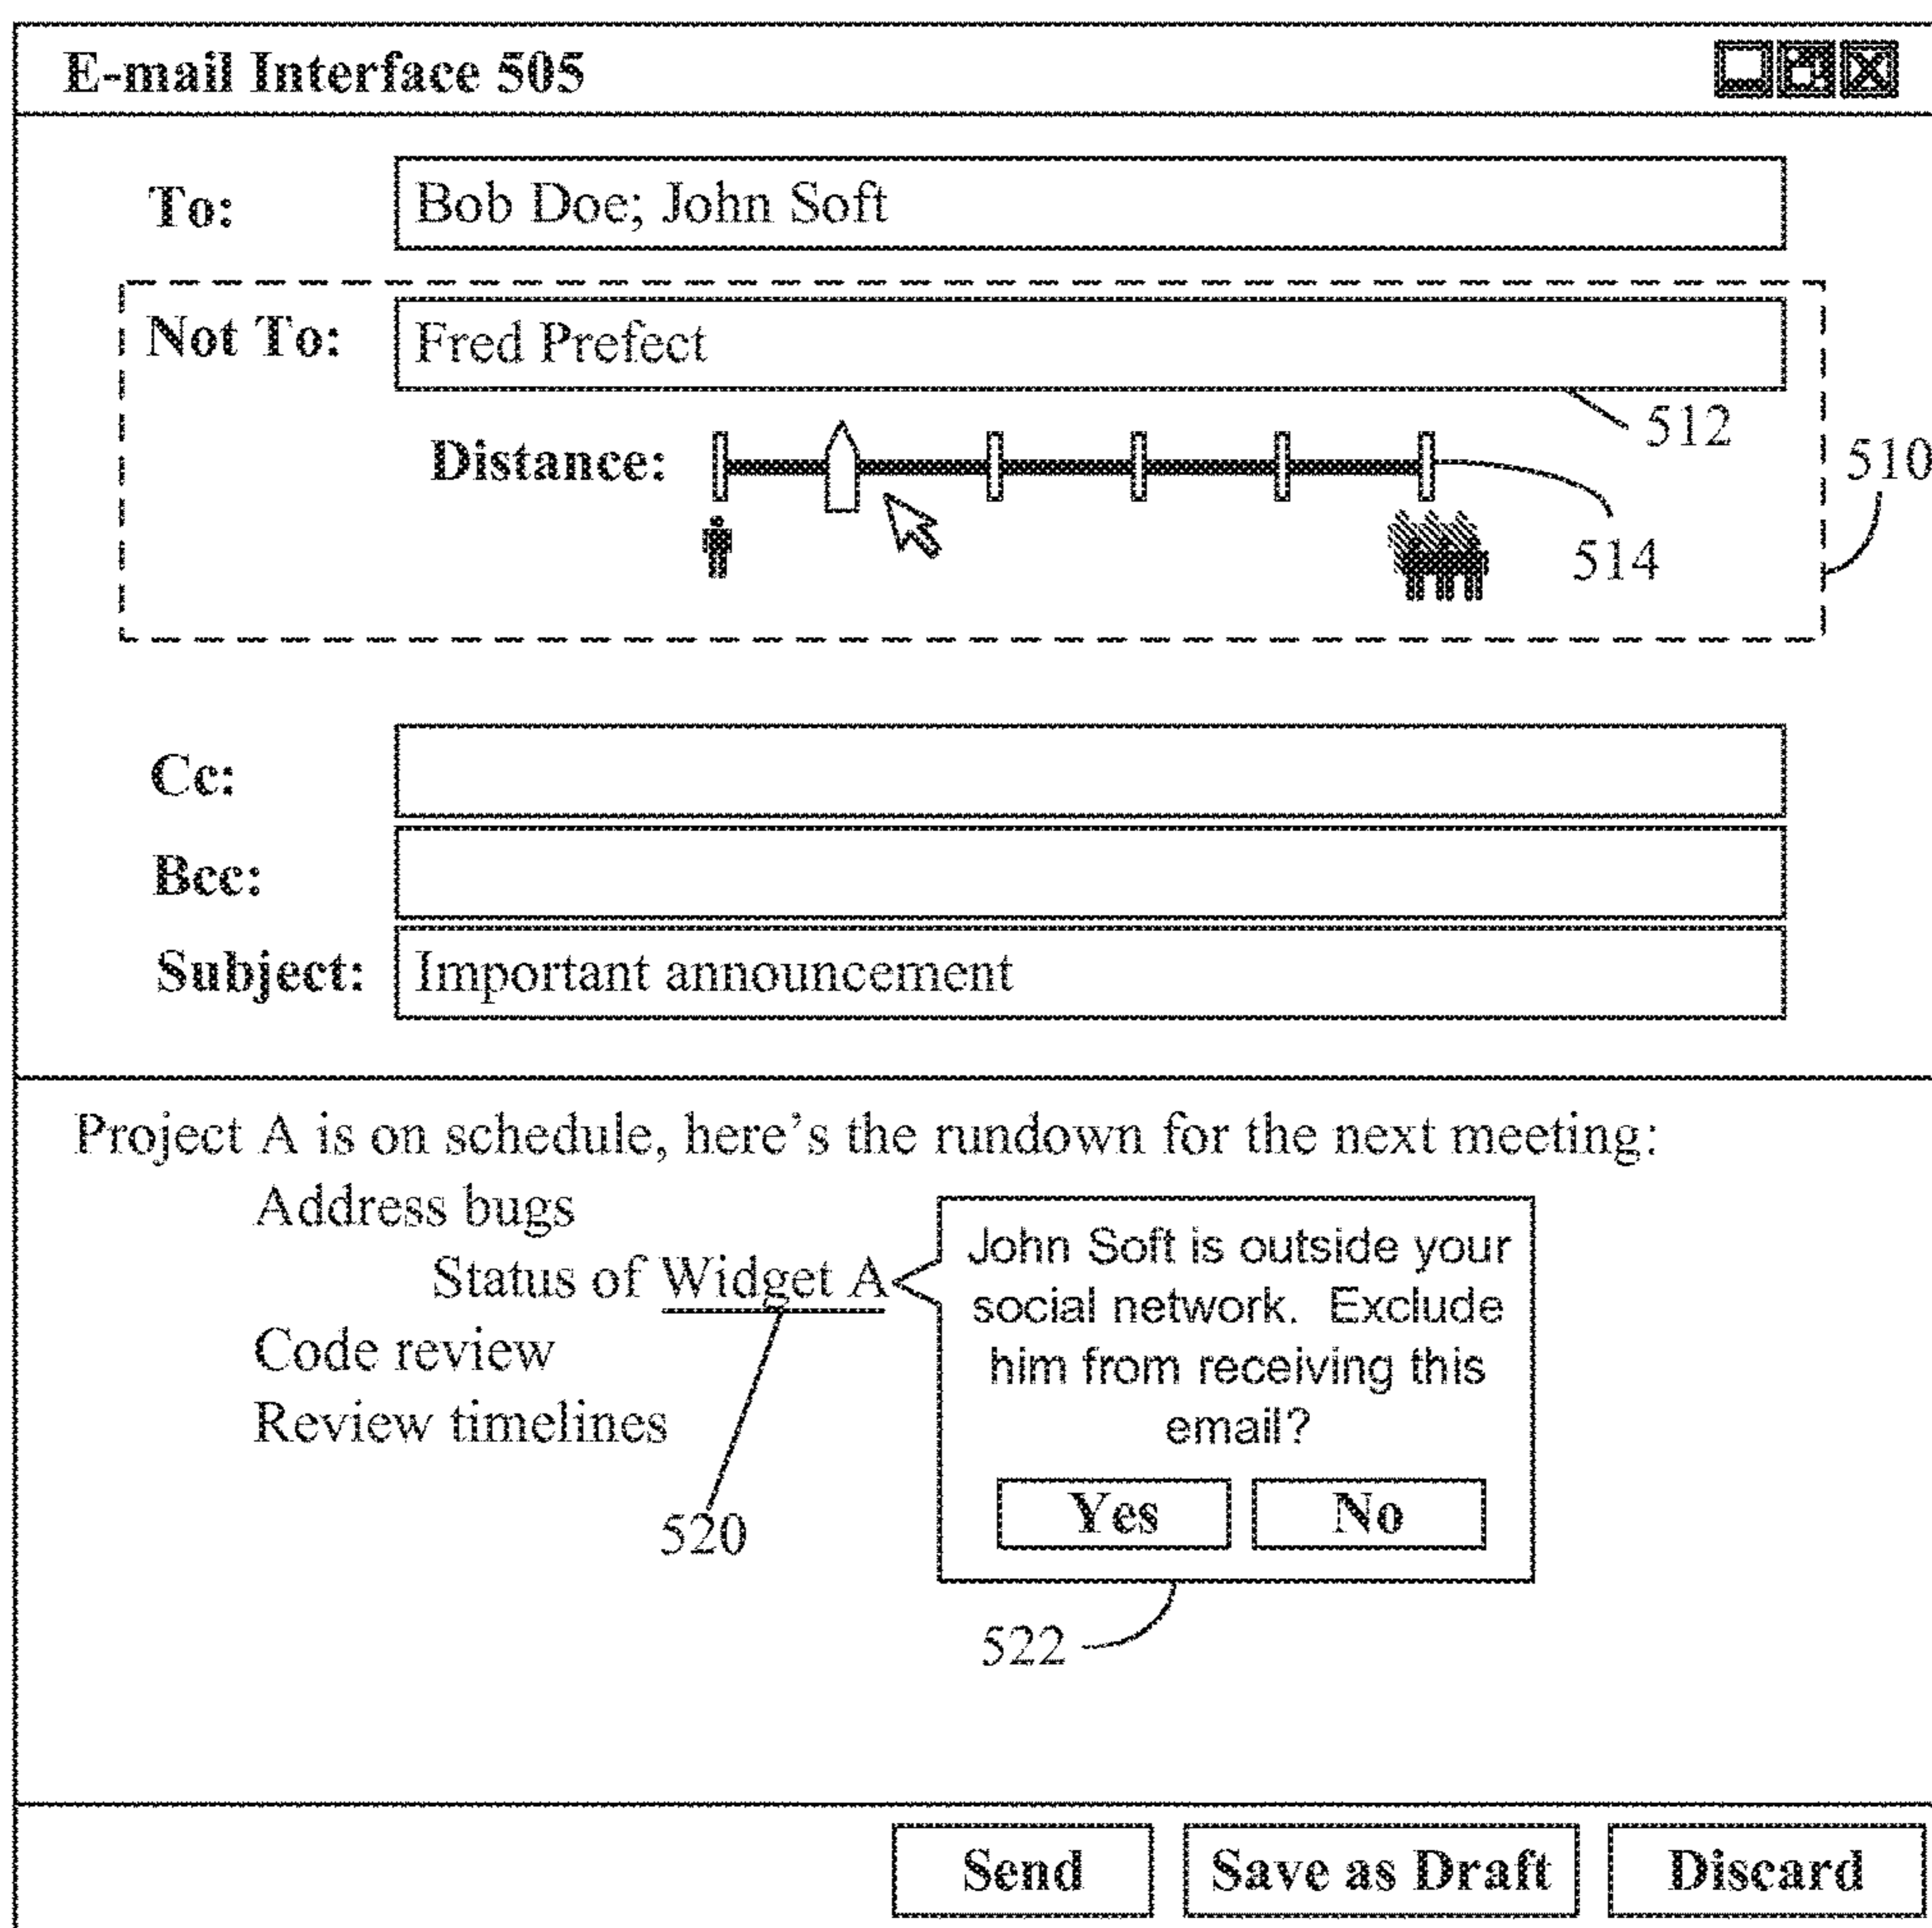 E-mail Interface 505
To: Bob Doe; John Soft
Not To: Fred Prefect
512
Distance:
510
514
Cc:
Bcc:
Subject: Important announcement
Project A is on schedule, here’s the rundown for the next meeting:
Address bugs
Status of Widget A
Code review
Review timelines
520
John Soft is outside your
social network.  Exclude
him from receiving this
email?
Yes No
522
Send Save as Draft Discard